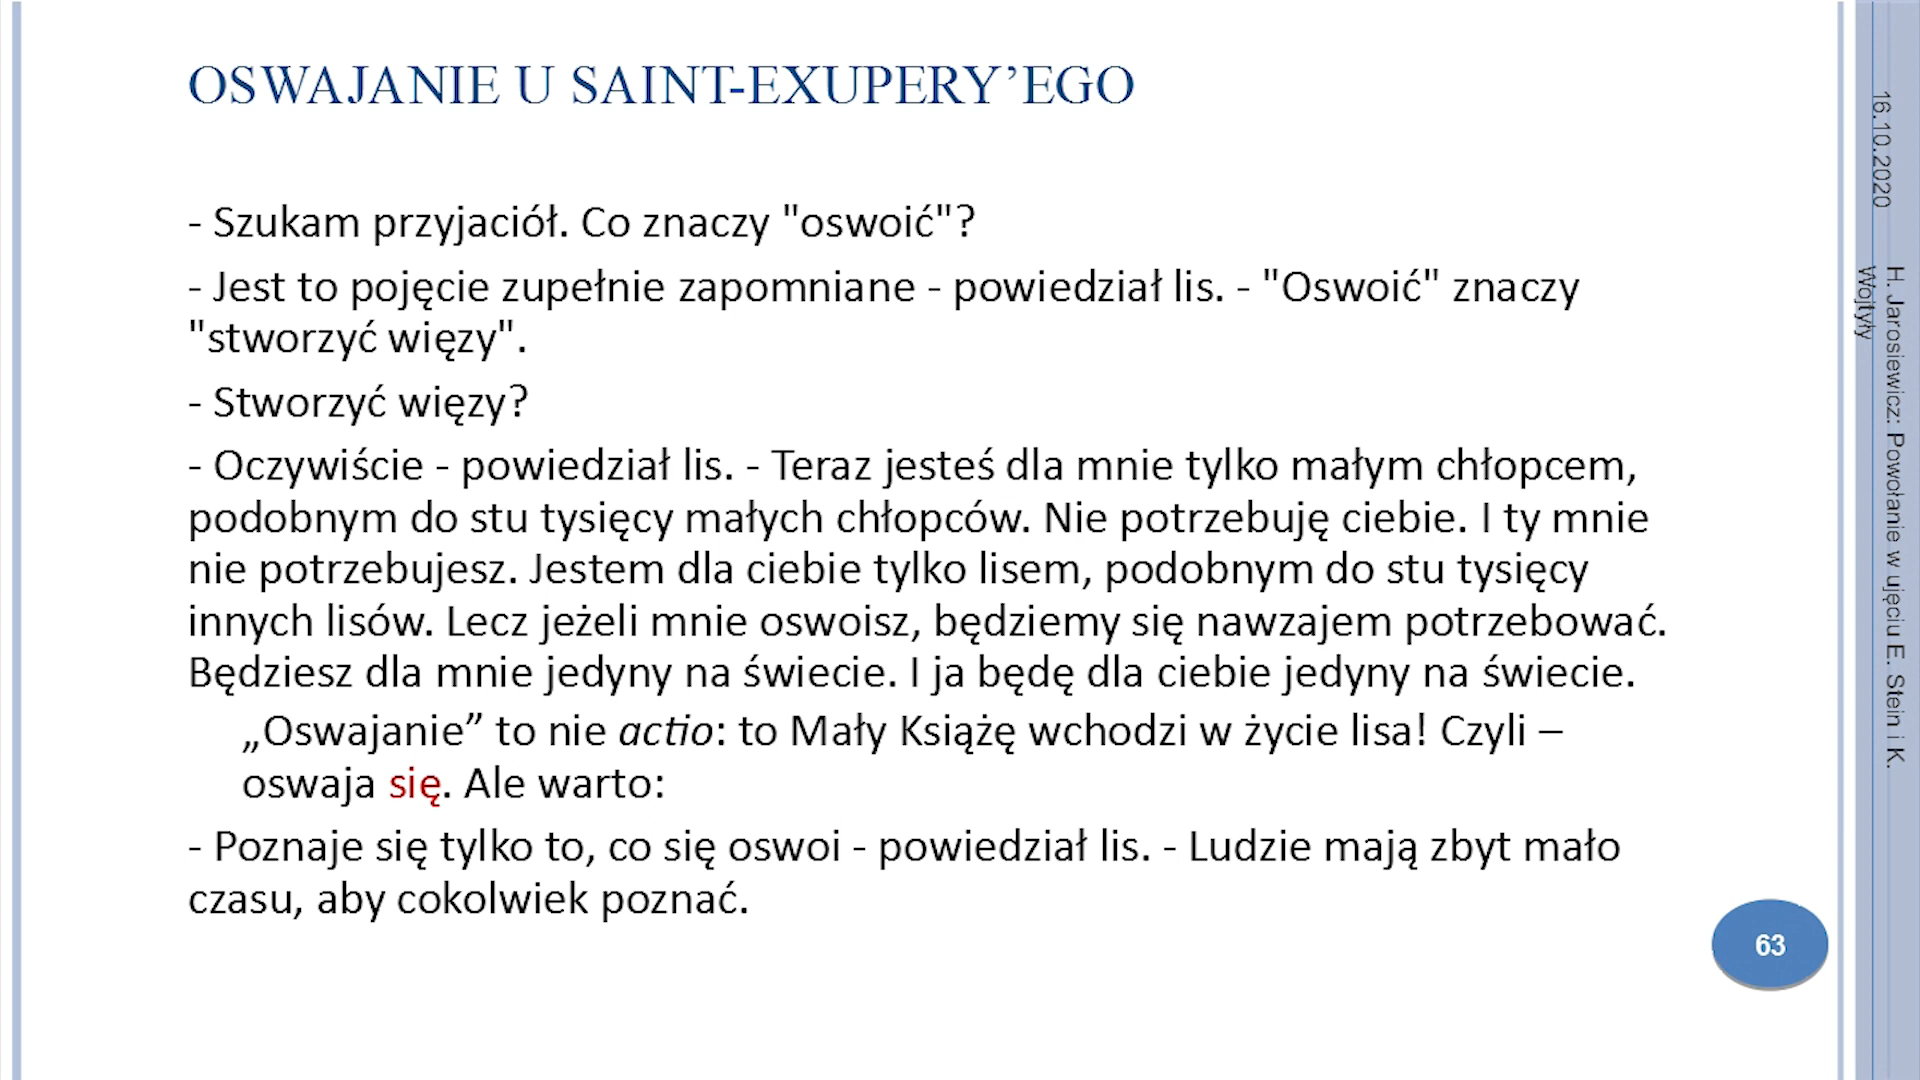 OSWAJANIE U SAINT-EXUPERY’EGO
- Szukam przyjaciół. Co znaczy "oswoić"?
- Jest to pojęcie zupełnie zapomniane - powiedział lis. - "Oswoić" znaczy
"stworzyć więzy".
- Stworzyć więzy?
- Oczywiście - powiedział lis. - Teraz jesteś dla mnie tylko małym chłopcem,
podobnym do stu tysięcy małych chłopców. Nie potrzebuję ciebie. I ty mnie
nie potrzebujesz. Jestem dla ciebie tylko lisem, podobnym do stu tysięcy
innych lisów. Lecz jeżeli mnie oswoisz, będziemy się nawzajem potrzebować.
Będziesz dla mnie jedyny na świecie. I ja będę dla ciebie jedyny na świecie.
„Oswajanie” to nie actio: to Mały Książę wchodzi w życie lisa! Czyli –
oswaja się. Ale warto:
- Poznaje się tylko to, co się oswoi - powiedział lis. - Ludzie mają zbyt mało
czasu, aby cokolwiek poznać.
16.10.2020
H. Jarosiewicz: Powołanie w ujęciu E. Stein i K.
Wojtyły
63